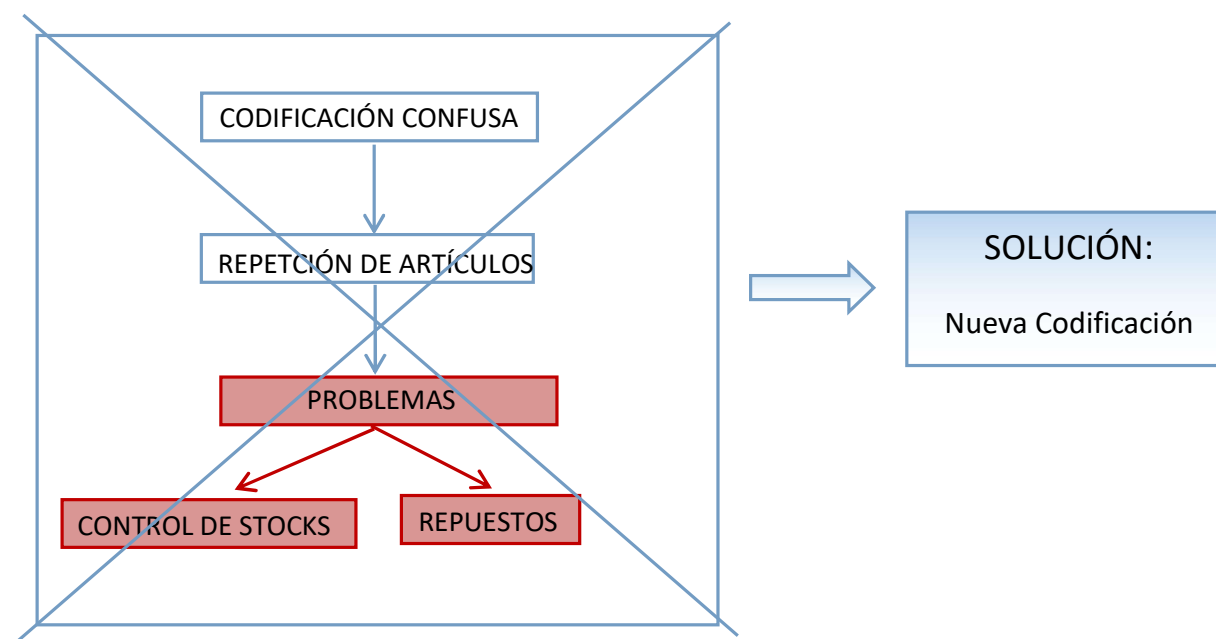 CODIFICACIÓN CONFUSA
REPETCIÓN DE ARTÍCULOS
PROBLEMAS
CONTROL DE STOCKS
REPUESTOS
SOLUCIÓN:
Nueva Codificación